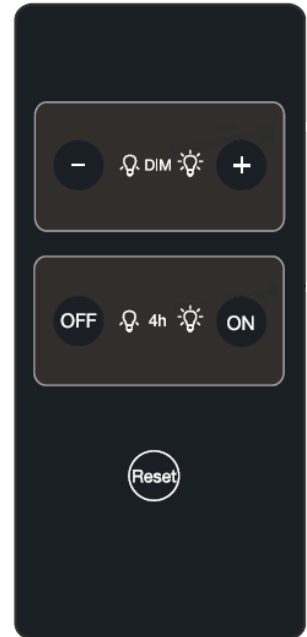 - DIM +
OFF 4h ON
Reset